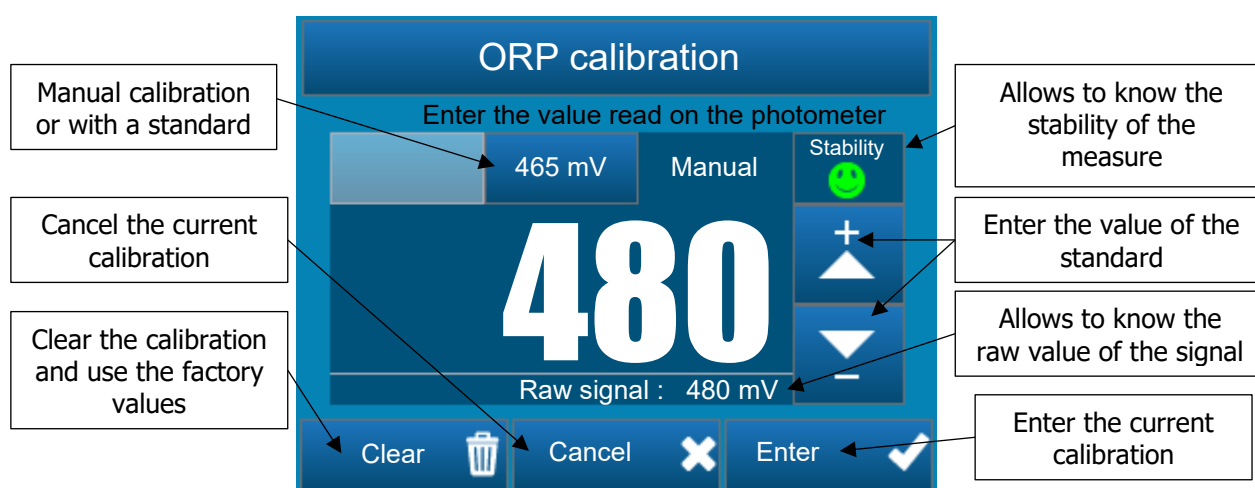 ORP calibration
Enter the value read on the photometer
Manual calibration
or with a standard
465 mV
Manual
Stability
Allows to know the
stability of the
measure
Cancel the current
calibration
480
+
Enter the value of the
standard
Clear the calibration
and use the factory
values
Raw signal : 480 mV
–
Allows to know the
raw value of the signal
Clear
Cancel
Enter
Enter the current
calibration